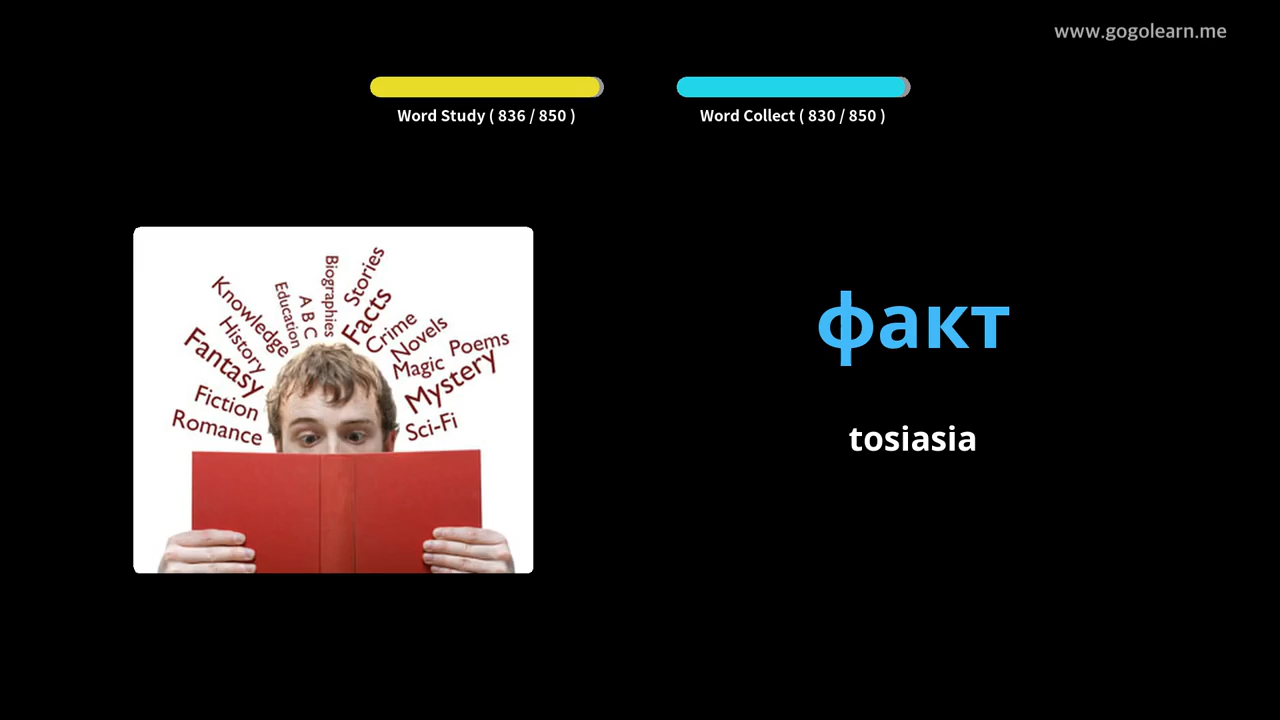 www.gogolearn.me
Word Study ( 836 / 850 )
Word Collect ( 830 / 850 )
Knowledge
History
Fantasy
Fiction
Romance
Education
A B C
Biographies
Stories
Facts
Crime
Novels
Magic
Poems
Mystery
Sci-Fi
факт
tosiasia